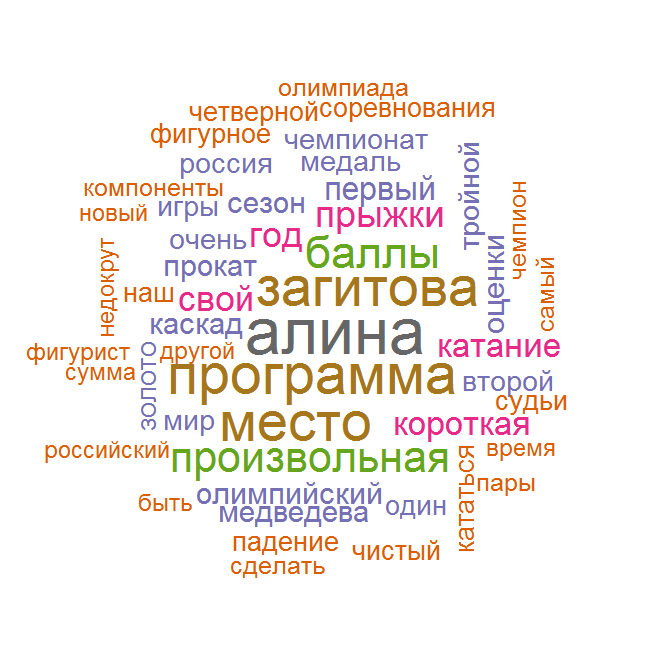 олимпиада
четверной соревнования
фигурное чемпионат
россия медаль
компоненты первый
новый игры сезон прыжки
тройной
чемпион
очень год баллы
прокат
недокрут
наш свой загитова
оценки
самый
каскад алина
фигурист другой катание
сумма программа второй
золото
мир место короткая судьи
российский произвольная время
кататься
пары
быть олимпийский один
медведева
падение чистый
сделать